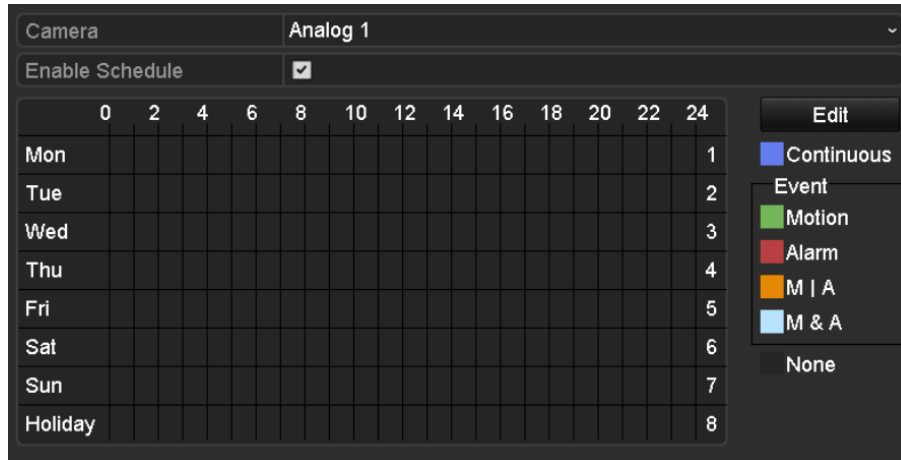 Camera Analog 1
Enable Schedule
0 2 4 6 8 10 12 14 16 18 20 22 24
Mon 1
Tue 2
Wed 3
Thu 4
Fri 5
Sat 6
Sun 7
Holiday 8
Edit
Continuous
Event
Motion
Alarm
M | A
M & A
None